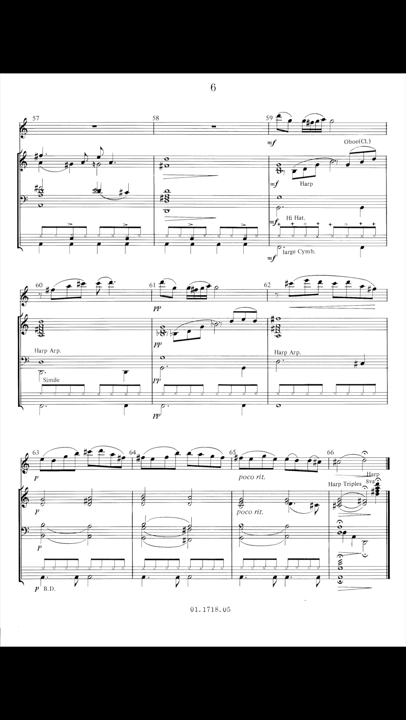 6
57 58 59
mf
Oboe(CL)
mf Harp
Hi Hat.
mf
mf large Cymb.
60 61 62
pp
Harp Arp. Harp Arp.
pp
Simile
pp
63 64 65 66
p poco rit.
Harp
Harp Triples 8va
p poco rit.
p
p B.D.
01.1718.05